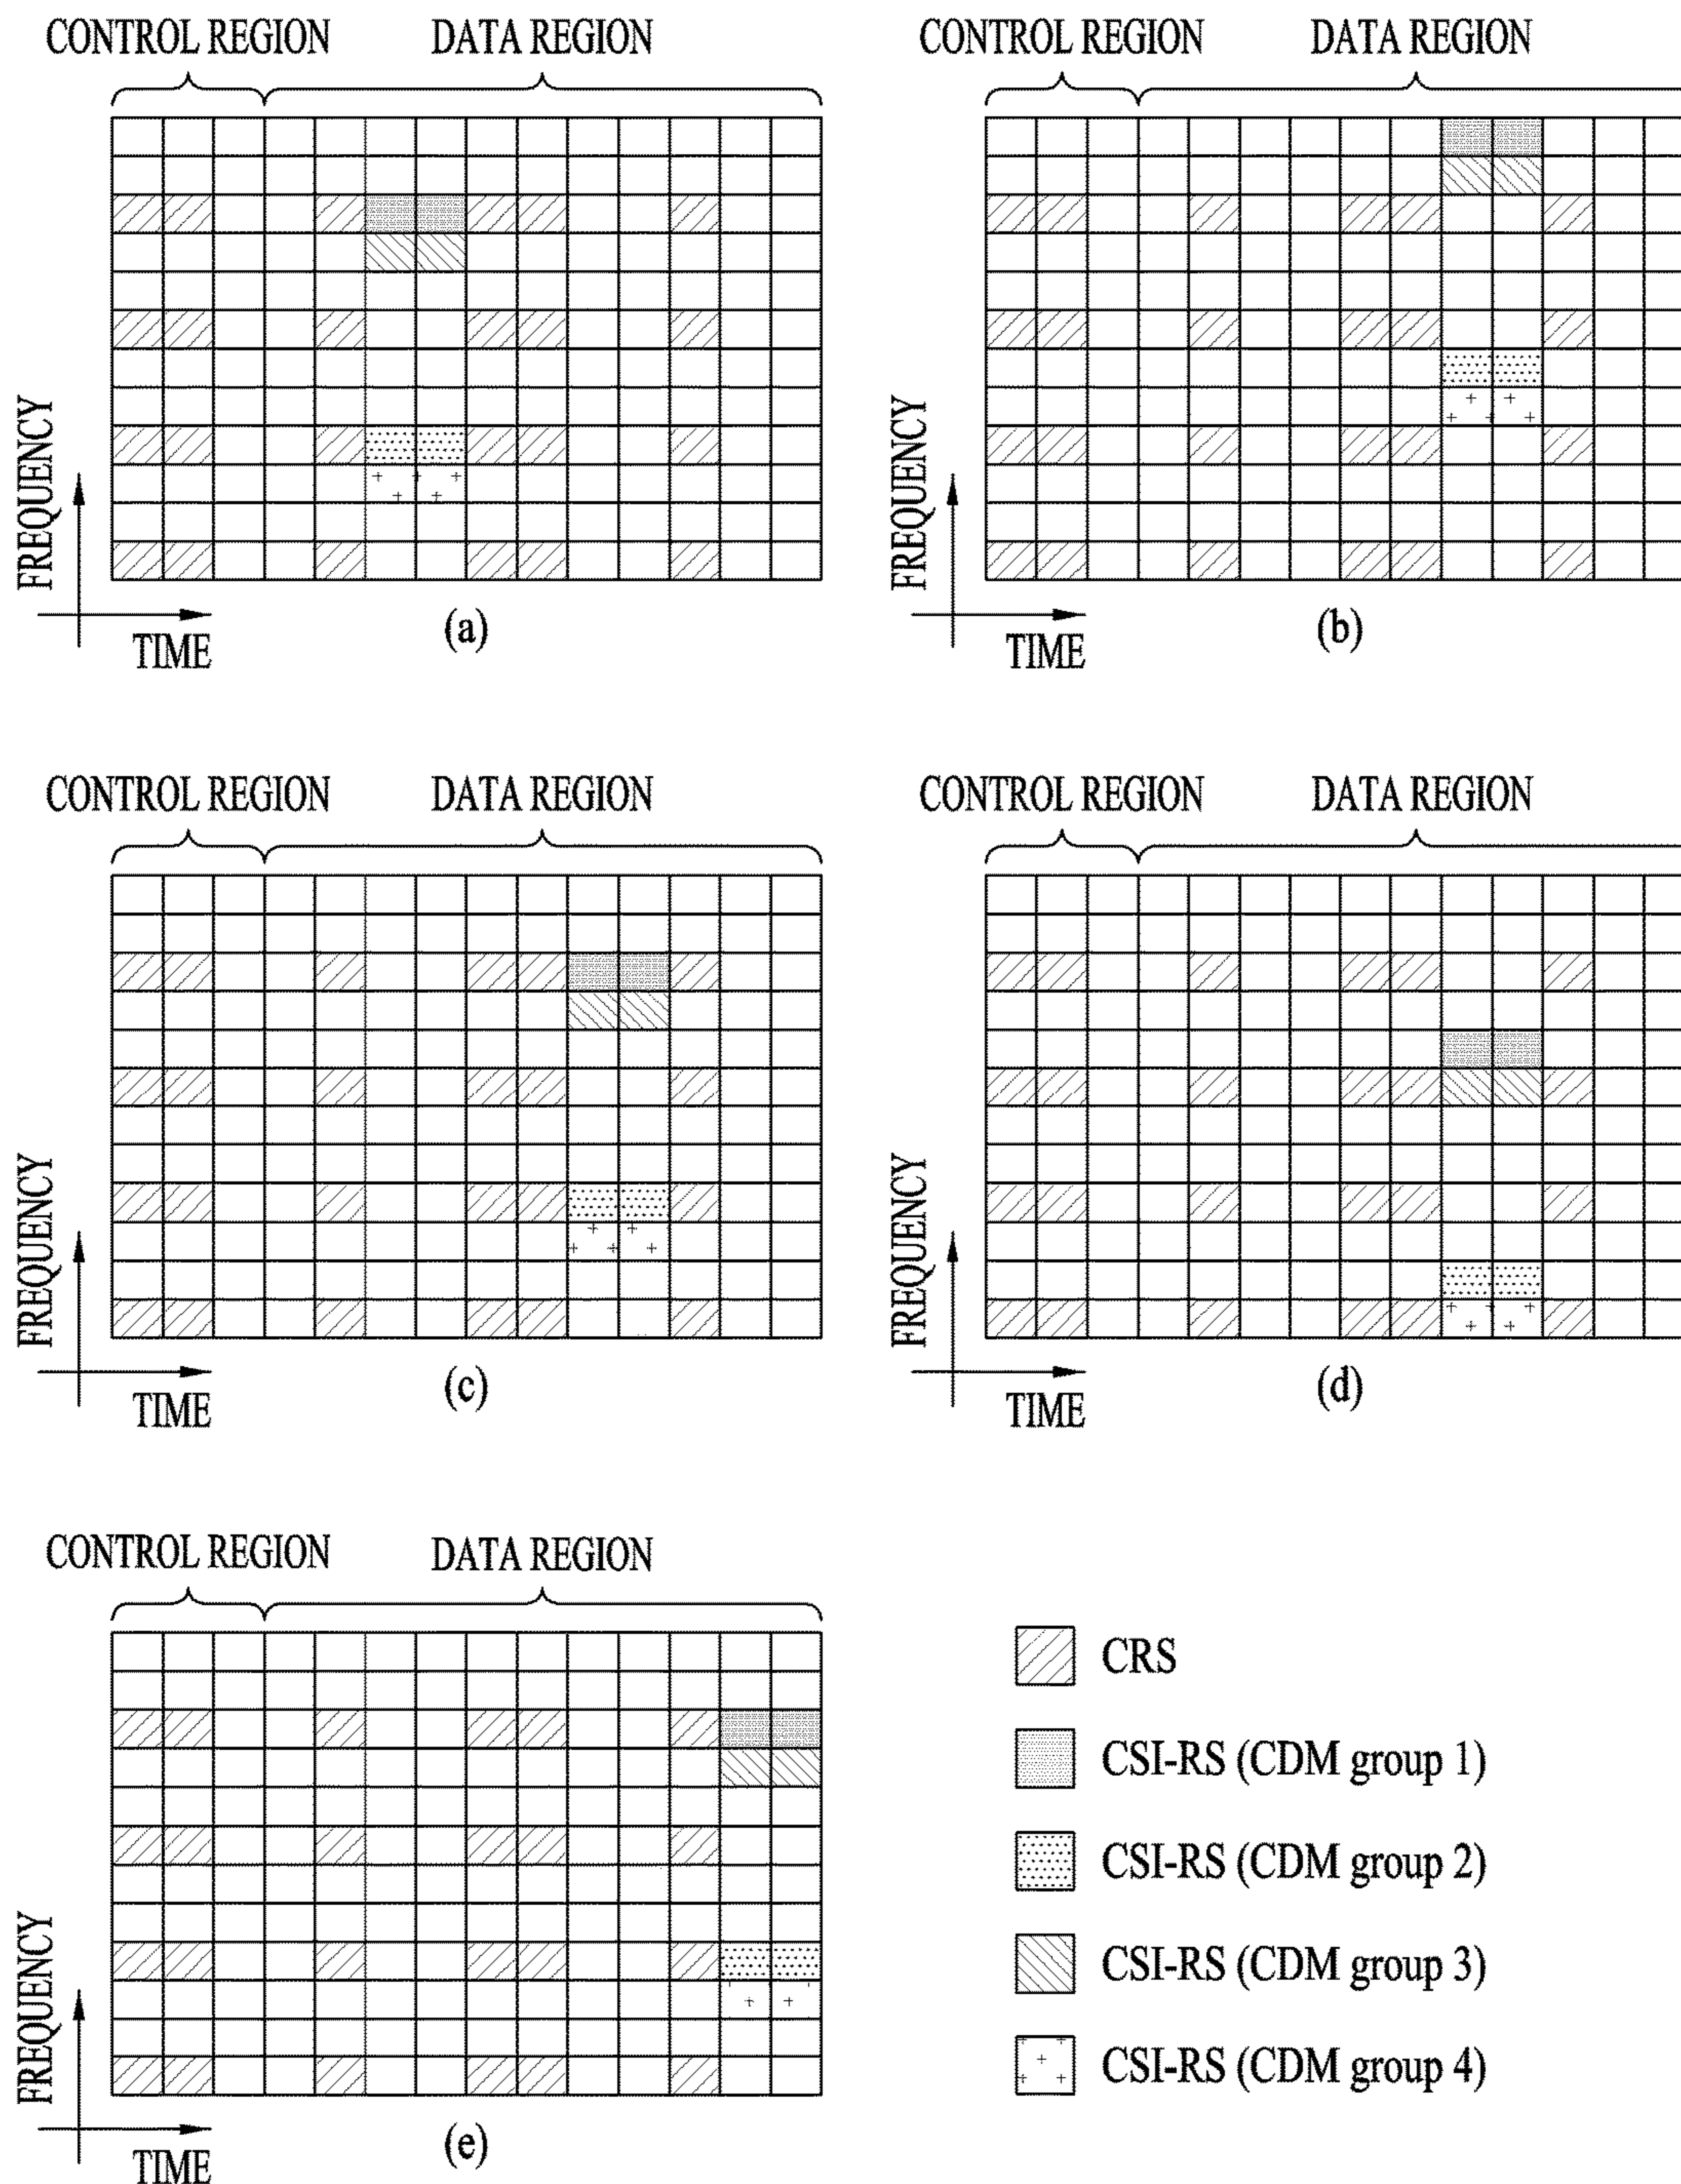 CONTROL REGION DATA REGION
FREQUENCY
TIME
(a)
CONTROL REGION DATA REGION
FREQUENCY
TIME
(b)
CONTROL REGION DATA REGION
FREQUENCY
TIME
(c)
CONTROL REGION DATA REGION
FREQUENCY
TIME
(d)
CONTROL REGION DATA REGION
FREQUENCY
TIME
(e)
CRS
CSI-RS (CDM group 1)
CSI-RS (CDM group 2)
CSI-RS (CDM group 3)
CSI-RS (CDM group 4)